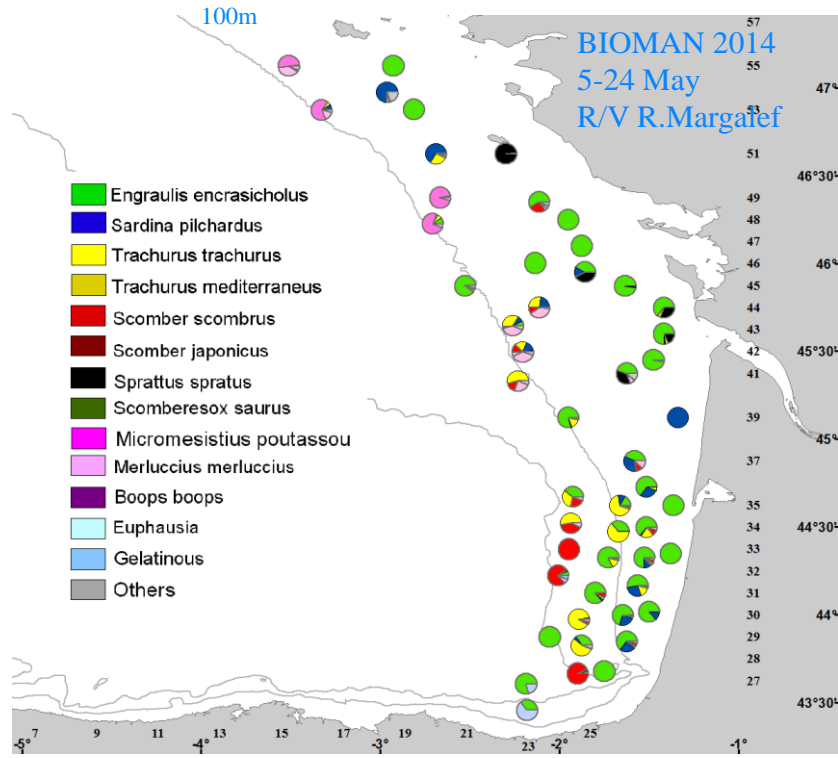 100m
BIOMAN 2014
5-24 May
R/V R.Margalef
Engraulis encrasicholus
Sardina pilchardus
Trachurus trachurus
Trachurus mediterraneus
Scomber scombrus
Scomber japonicus
Sprattus spratus
Scomberesox saurus
Micromesistius poutassou
Merluccius merluccius
Boops boops
Euphausia
Gelatinous
Others
57
55
53
51
49
48
47
46
45
44
43
42
41
39
37
35
34
33
32
31
30
29
28
27
47°
46°30'
46°
45°30'
45°
44°30'
44°
43°30'
7
9
11
13
15
17
19
21
23
25
-5°
-4°
-3°
-2°
-1°